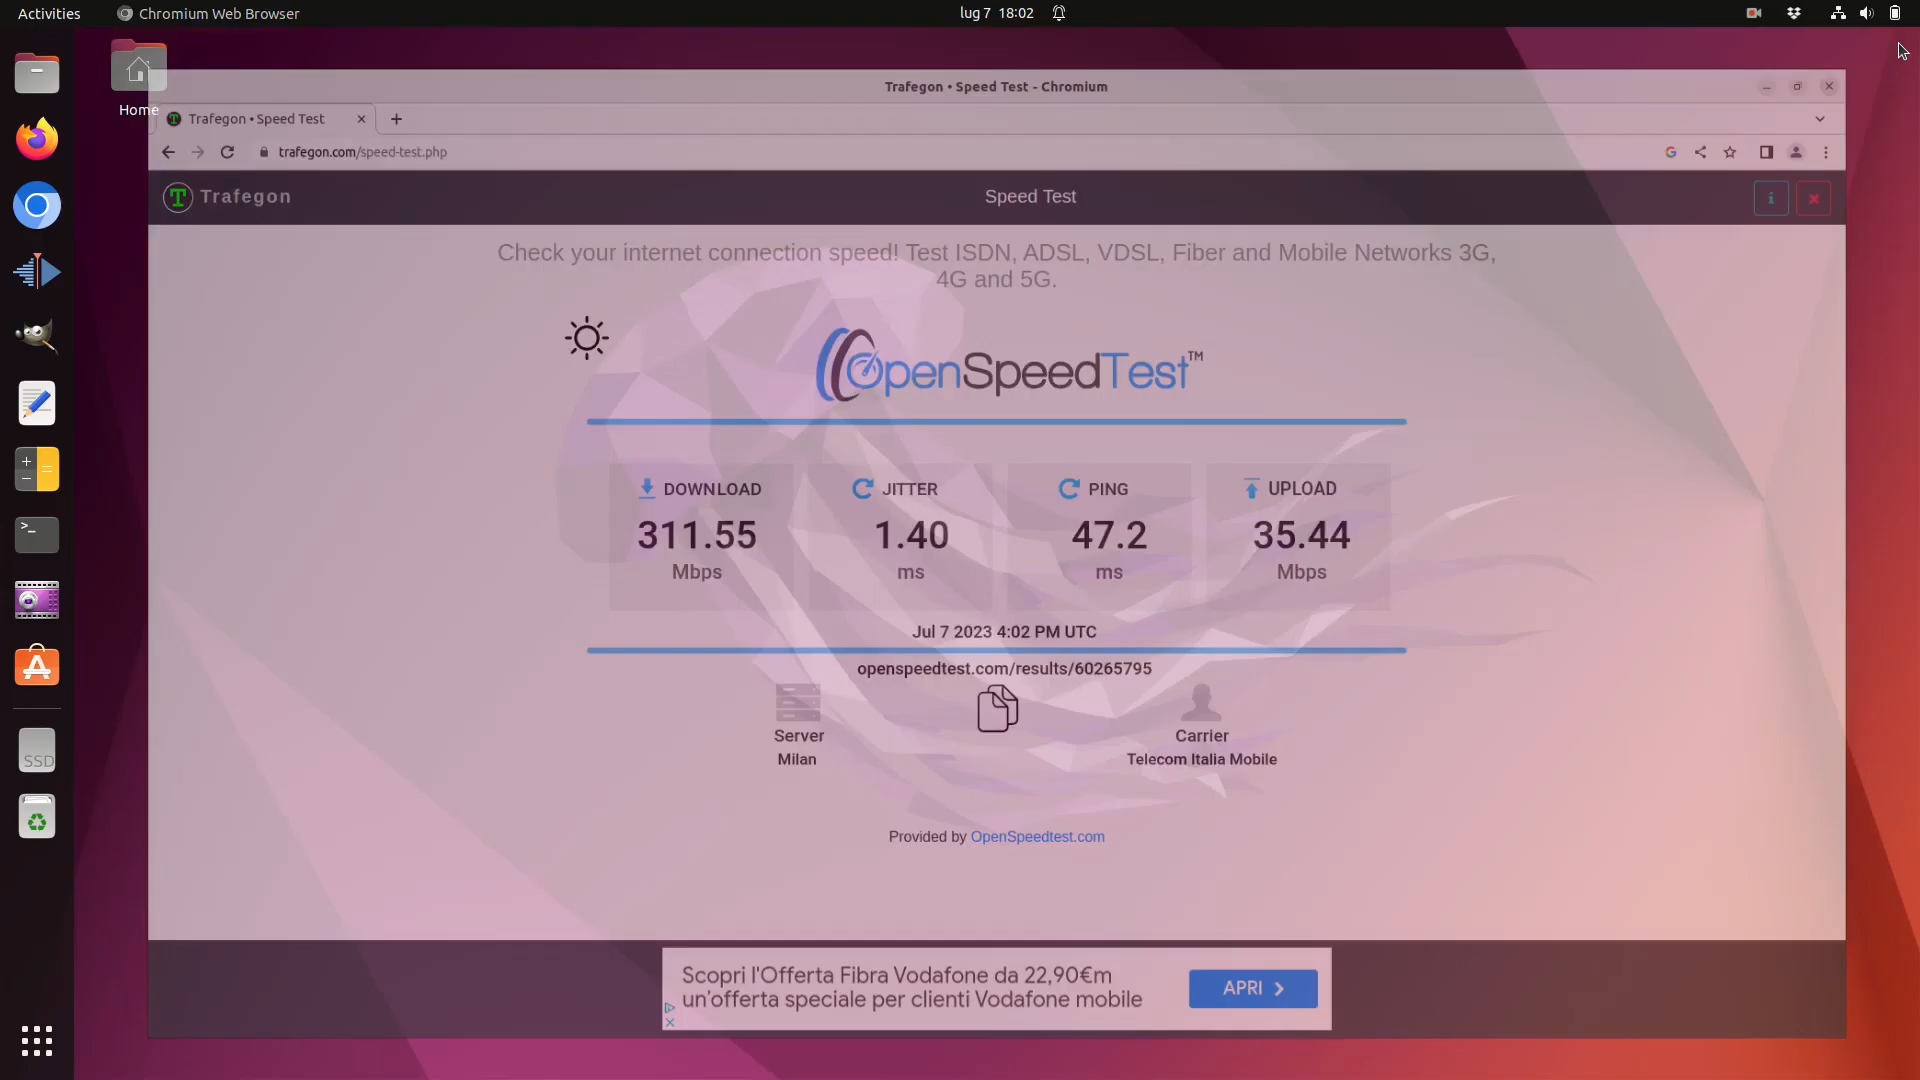 Activities
Chromium Web Browser
lug 7 18:02
Home
Trafegon • Speed Test - Chromium
Trafegon • Speed Test
trafegon.com/speed-test.php
Trafegon
Speed Test
Check your internet connection speed! Test ISDN, ADSL, VDSL, Fiber and Mobile Networks 3G,
4G and 5G.
OpenSpeedTest™
DOWNLOAD
311.55
Mbps
JITTER
1.40
ms
PING
47.2
ms
UPLOAD
35.44
Mbps
Jul 7 2023 4:02 PM UTC
openspeedtest.com/results/60265795
Server
Milan
Carrier
Telecom Italia Mobile
Provided by OpenSpeedtest.com
Scopri l'Offerta Fibra Vodafone da 22,90€m
un'offerta speciale per clienti Vodafone mobile
APRI
SSD